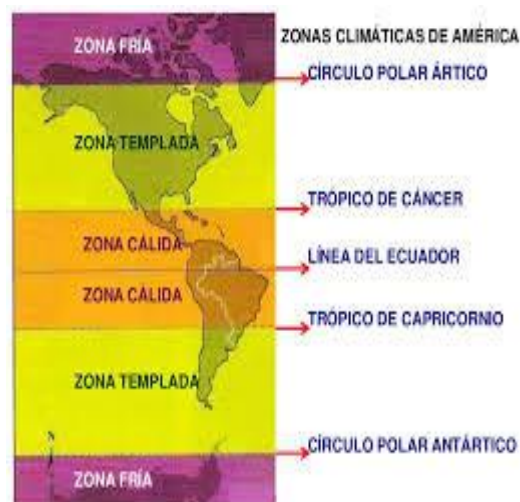 ZONAS CLIMÁTICAS DE AMÉRICA
ZONA FRÍA
CÍRCULO POLAR ÁRTICO
ZONA TEMPLADA
TRÓPICO DE CÁNCER
ZONA CÁLIDA
LÍNEA DEL ECUADOR
ZONA CÁLIDA
TRÓPICO DE CAPRICORNIO
ZONA TEMPLADA
CÍRCULO POLAR ANTÁRTICO
ZONA FRÍA